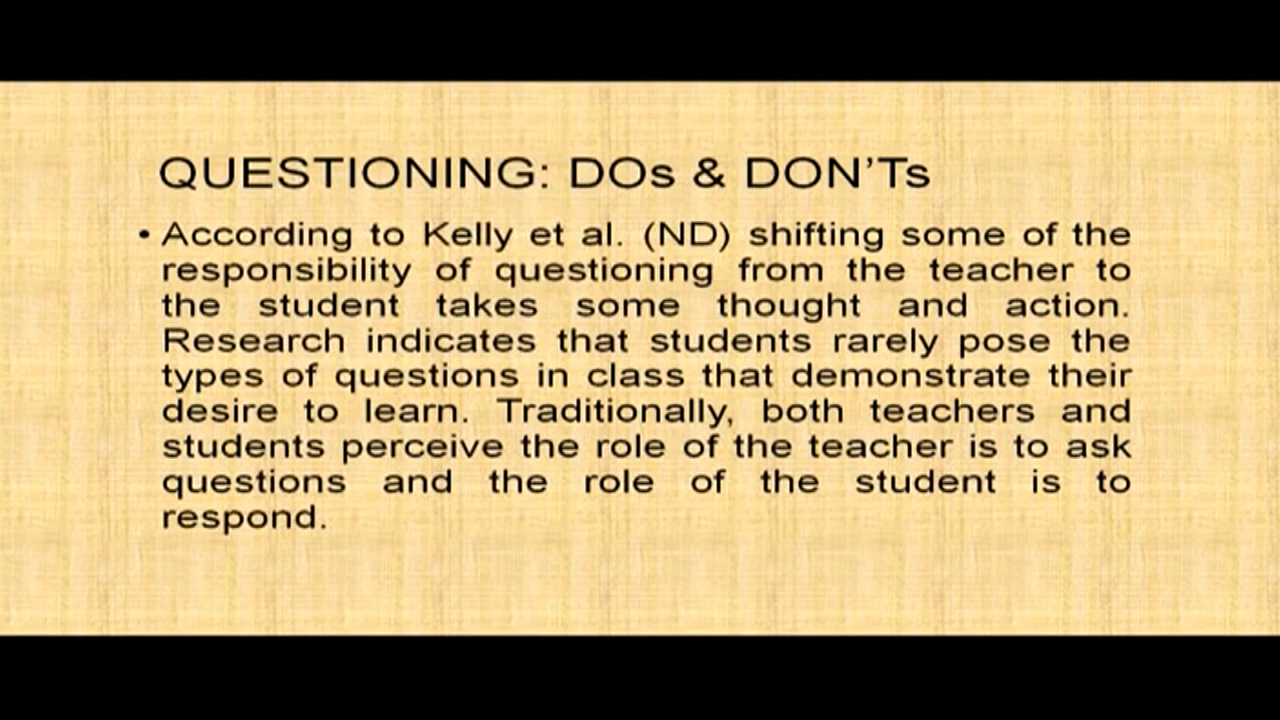 QUESTIONING: DOs & DON'Ts
• According to Kelly et al. (ND) shifting some of the
responsibility of questioning from the teacher to
the student takes some thought and action.
Research indicates that students rarely pose the
types of questions in class that demonstrate their
desire to learn. Traditionally, both teachers and
students perceive the role of the teacher is to ask
questions and the role of the student is to
respond.